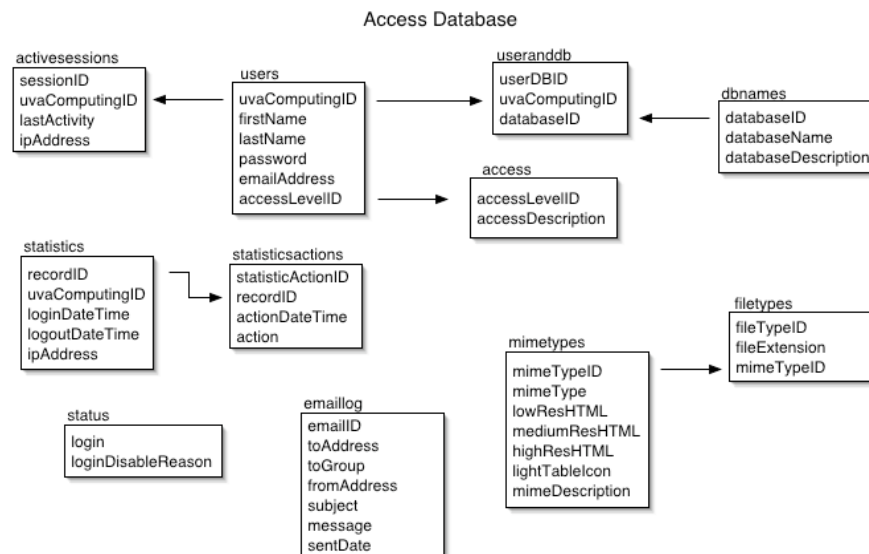 Access Database
activesessions
sessionID
uvaComputingID
lastActivity
ipAddress
users
uvaComputingID
firstName
lastName
password
emailAddress
accessLevelID
useranddb
userDBID
uvaComputingID
databaseID
dbnames
databaseID
databaseName
databaseDescription
access
accessLevelID
accessDescription
statistics
recordID
uvaComputingID
loginDateTime
logoutDateTime
ipAddress
statisticsactions
statisticActionID
recordID
actionDateTime
action
filetypes
fileTypeID
fileExtension
mimeTypeID
mimetypes
mimeTypeID
mimeType
lowResHTML
mediumResHTML
highResHTML
lightTableIcon
mimeDescription
status
login
loginDisableReason
emaillog
emailID
toAddress
toGroup
fromAddress
subject
message
sentDate